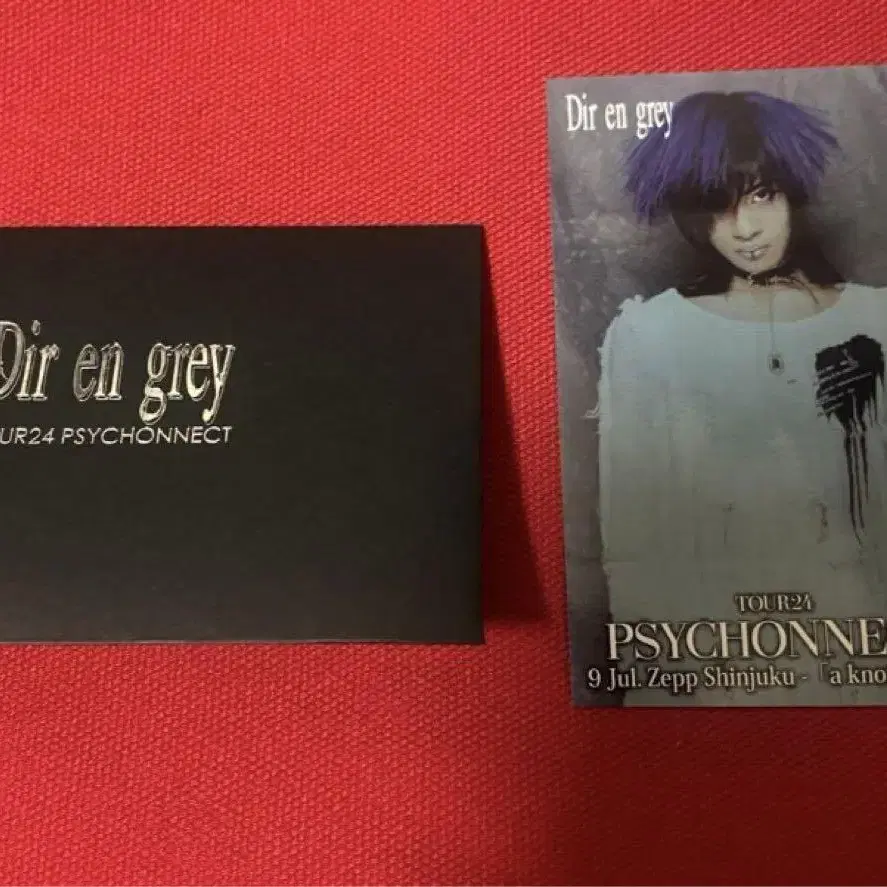 Dir en grey
UR24 PSYCHONNECT
Dir en grey
TOUR24
PSYCHONNE
9 Jul. Zepp Shinjuku -「a kno